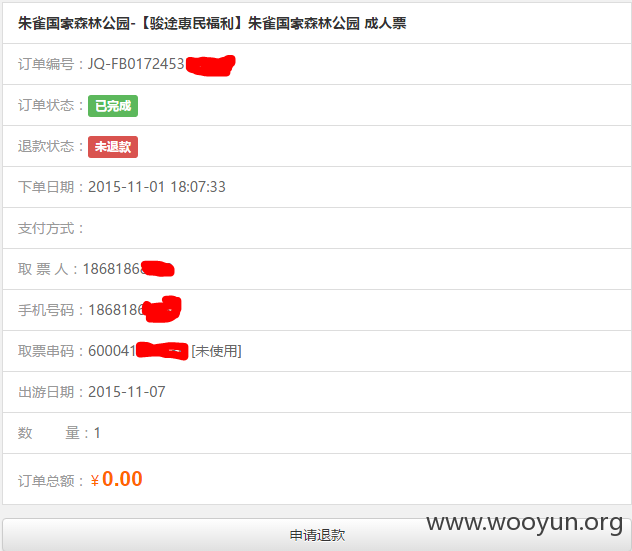 朱雀国家森林公园-【骏途惠民福利】朱雀国家森林公园 成人票
订单编号：JQ-FB0172453
订单状态：已完成
退款状态：未退款
下单日期：2015-11-01 18:07:33
支付方式：
取 票 人：1868186
手机号码：186818
取票串码：600041 [未使用]
出游日期：2015-11-07
数 量：1
订单总额：￥0.00
www.wooyun.org
申请退款